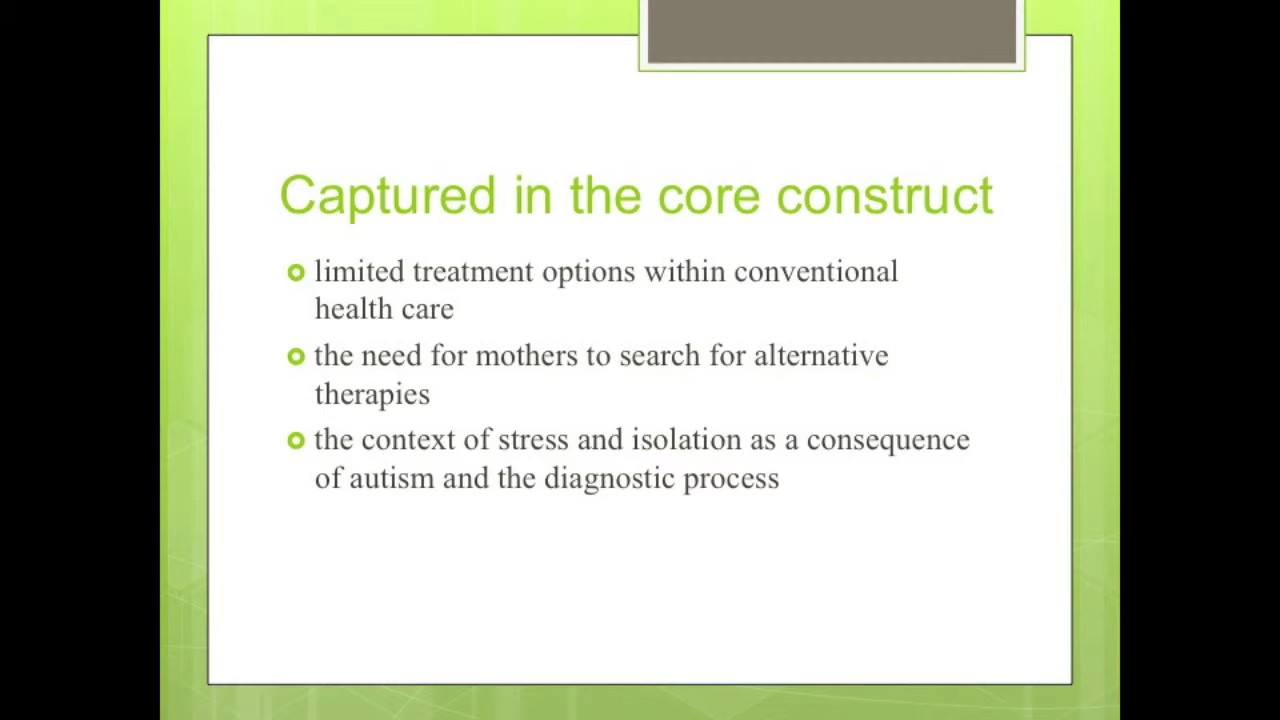 Captured in the core construct
limited treatment options within conventional
health care
the need for mothers to search for alternative
therapies
the context of stress and isolation as a consequence
of autism and the diagnostic process